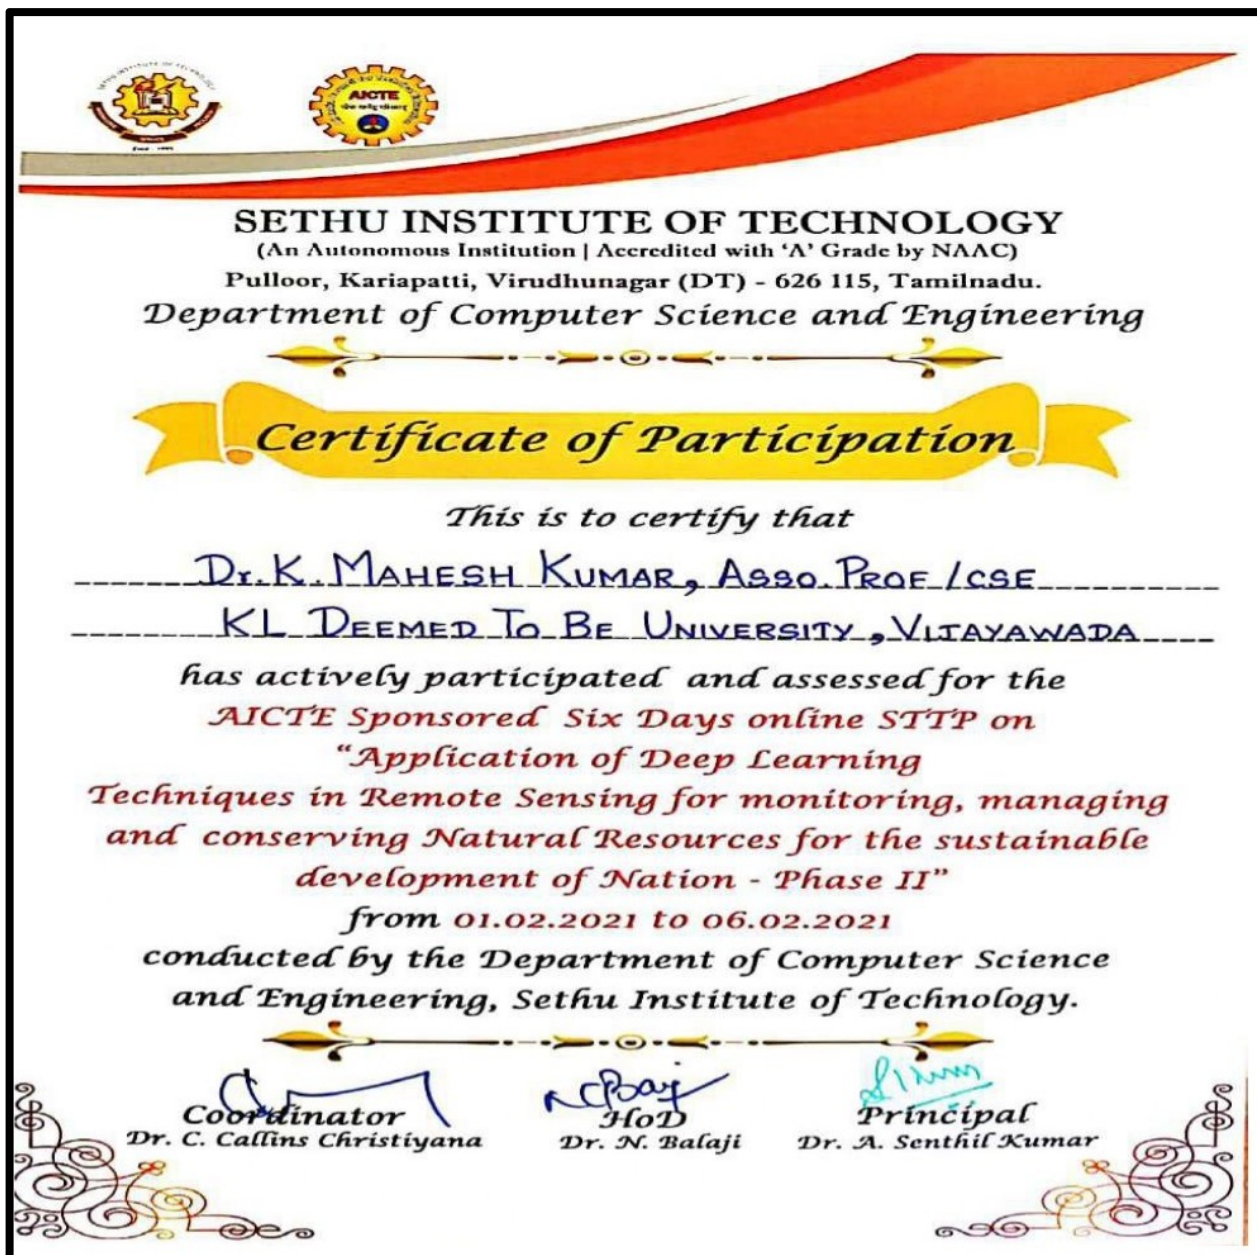 SETHU INSTITUTE OF TECHNOLOGY
AICTE
SETHU INSTITUTE OF TECHNOLOGY
(An Autonomous Institution | Accredited with ‘A’ Grade by NAAC)
Pulloor, Kariapatti, Virudhunagar (DT) - 626 115, Tamilnadu.
Department of Computer Science and Engineering
Certificate of Participation
This is to certify that
Dr. K. MAHESH KUMAR, ASSO. PROF / CSE
KL DEEMED TO BE UNIVERSITY, VIJAYAWADA
has actively participated and assessed for the
AICTE Sponsored Six Days online STTP on
“Application of Deep Learning
Techniques in Remote Sensing for monitoring, managing
and conserving Natural Resources for the sustainable
development of Nation - Phase II”
from 01.02.2021 to 06.02.2021
conducted by the Department of Computer Science
and Engineering, Sethu Institute of Technology.
Coordinator HoD Principal
Dr. C. Callins Christiyana Dr. N. Balaji Dr. A. Senthil Kumar